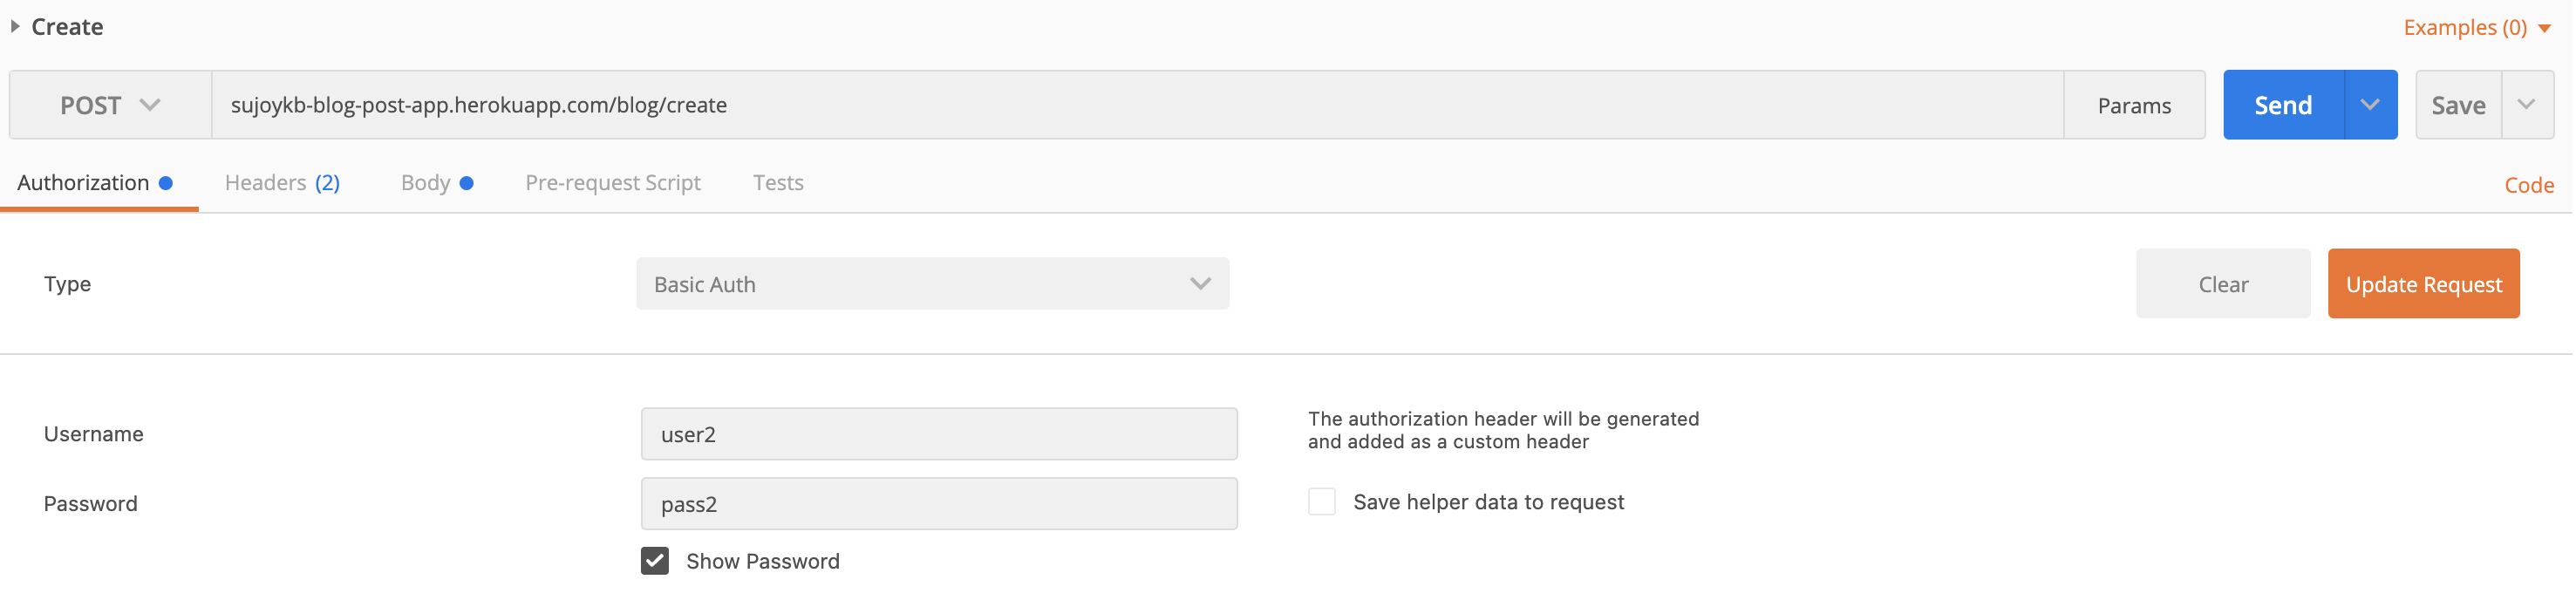 Create
Examples (0)
POST
sujoykb-blog-post-app.herokuapp.com/blog/create
Params
Send
Save
Authorization
Headers (2)
Body
Pre-request Script
Tests
Code
Type
Basic Auth
Clear
Update Request
Username
user2
The authorization header will be generated
and added as a custom header
Password
pass2
Save helper data to request
Show Password